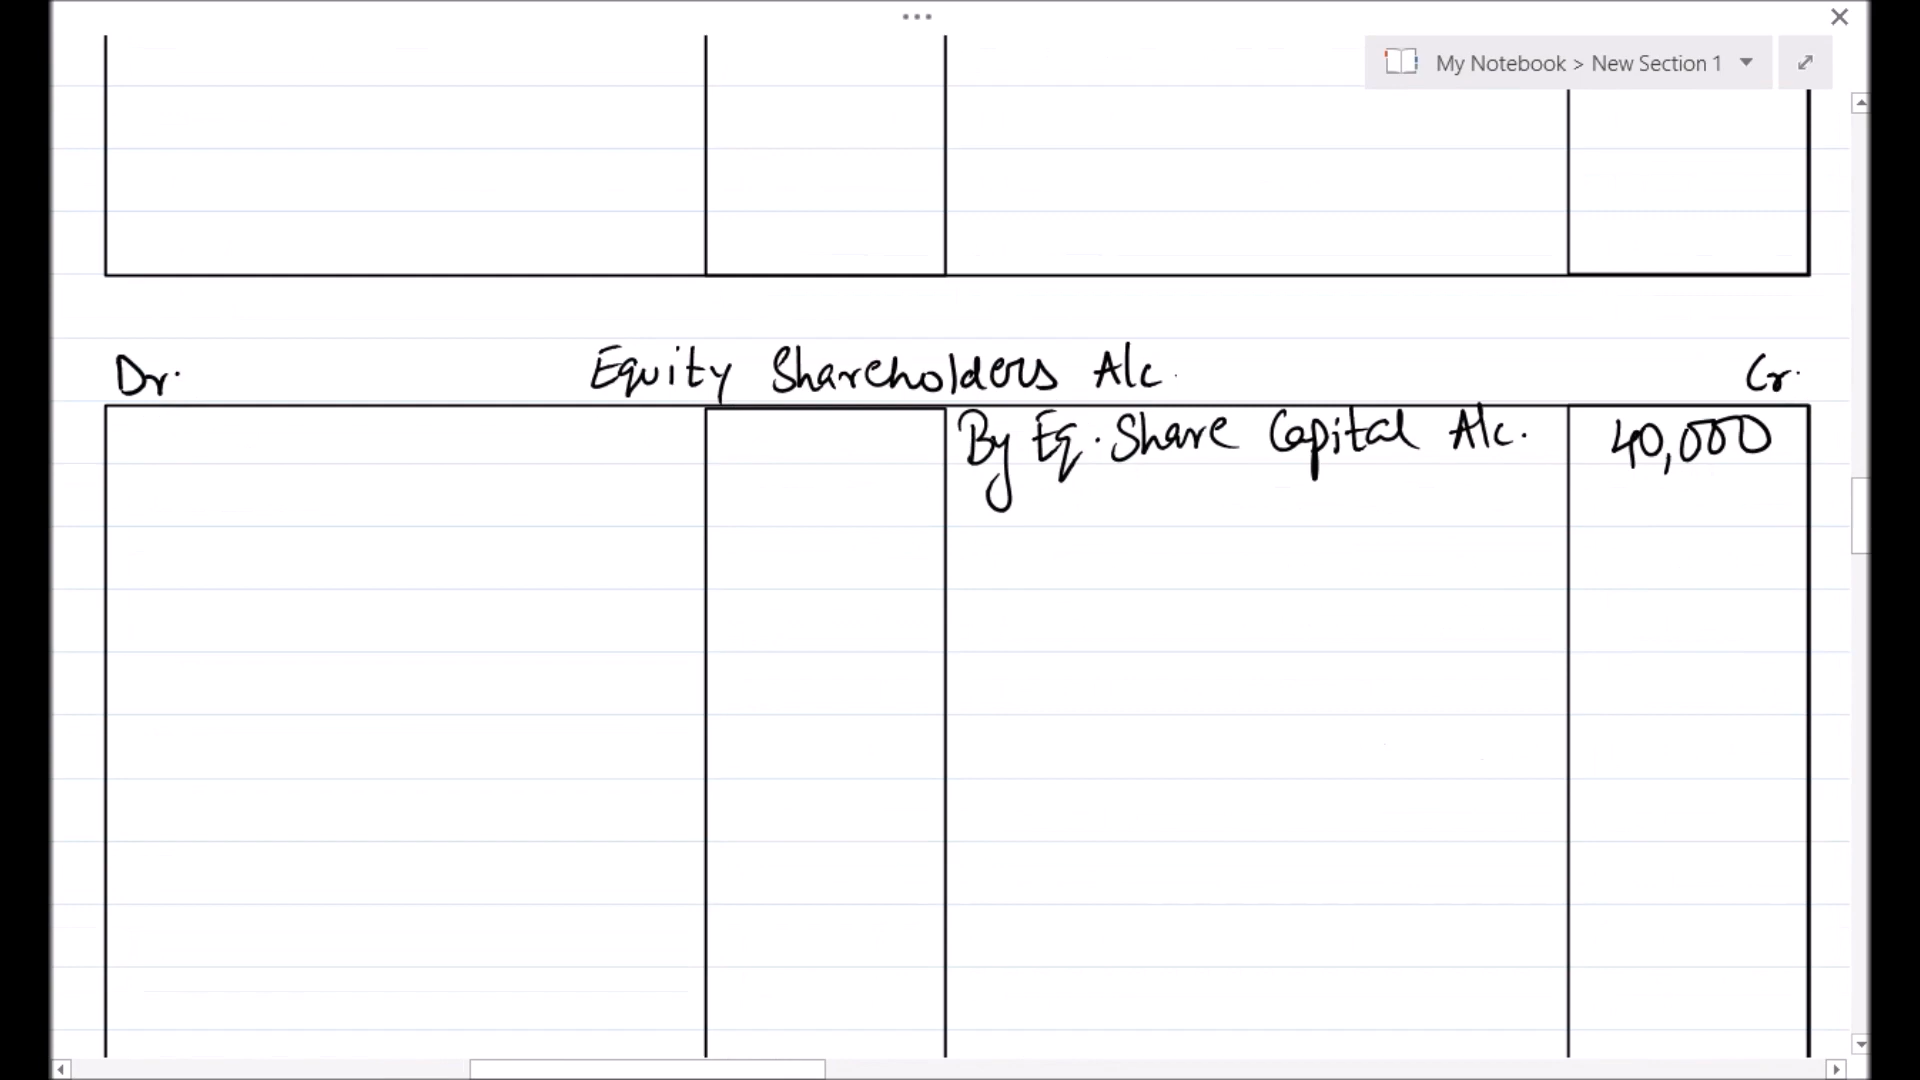 My Notebook > New Section 1
Dr. Equity Shareholders A/c. Cr.
By Eq. Share Capital A/c. 40,000